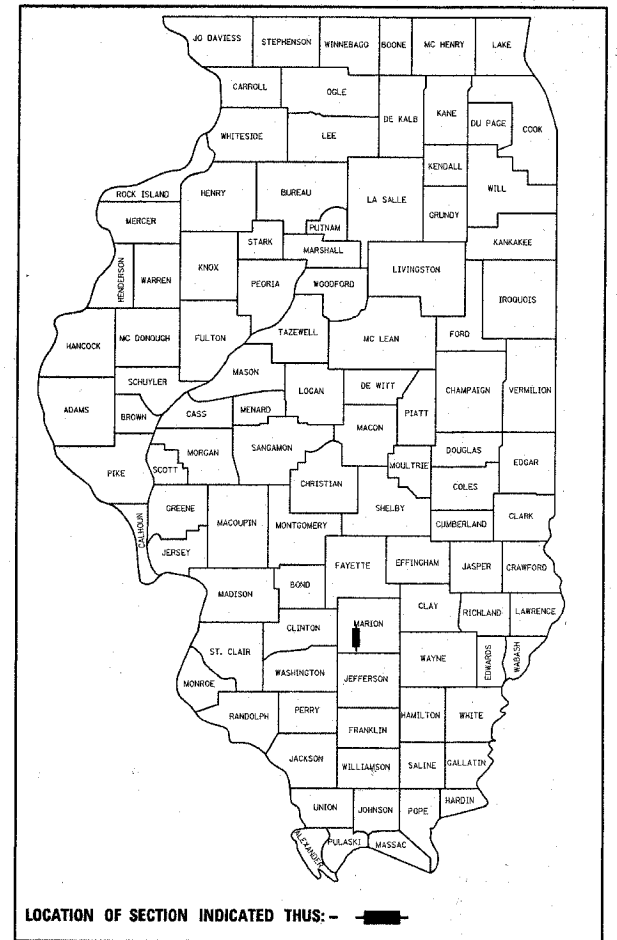 JO DAVIESS STEPHENSON WINNEBAGO BOONE MC HENRY LAKE
CARROLL OGLE
DE KALB KANE DU PAGE COOK
WHITESIDE LEE
KENDALL WILL
ROCK ISLAND HENRY BUREAU LA SALLE GRUNDY
MERCER PUTNAM
STARK MARSHALL KANKAKEE
HENDERSON WARREN KNOX PEORIA WOODFORD LIVINGSTON
IROQUOIS
HANCOCK MC DONOUGH FULTON TAZEWELL MC LEAN FORD
MASON
SCHUYLER LOGAN DE WITT CHAMPAIGN VERMILION
ADAMS BROWN CASS MENARD MACON PIATT
MORGAN SANGAMON DOUGLAS
PIKE SCOTT CHRISTIAN MOULTRIE COLES EDGAR
GREENE MACOUPIN MONTGOMERY SHELBY
CALHOUN JERSEY CUMBERLAND CLARK
FAYETTE EFFINGHAM JASPER CRAWFORD
MADISON BOND
CLAY RICHLAND LAWRENCE
CLINTON MARION
ST. CLAIR WAYNE EDWARDS WABASH
MONROE WASHINGTON JEFFERSON
RANDOLPH PERRY HAMILTON WHITE
FRANKLIN
JACKSON WILLIAMSON SALINE GALLATIN
UNION JOHNSON POPE HARDIN
ALEXANDER PULASKI MASSAC
LOCATION OF SECTION INDICATED THUS: -